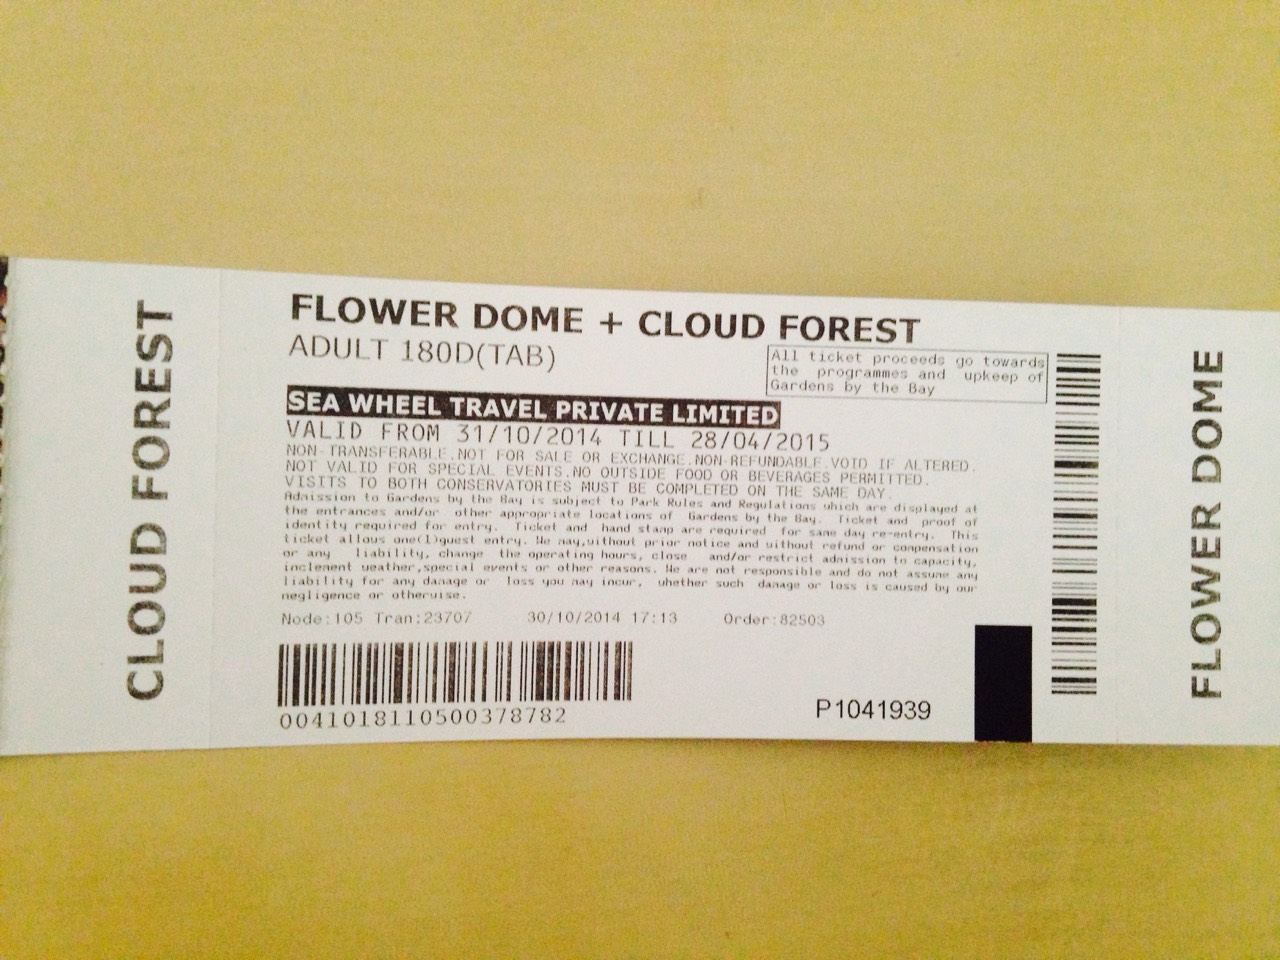 CLOUD FOREST
FLOWER DOME + CLOUD FOREST
ADULT 180D(TAB)
All ticket proceeds go towards
the programmes and upkeep of
Gardens by the Bay
SEA WHEEL TRAVEL PRIVATE LIMITED
VALID FROM 31/10/2014 TILL 28/04/2015
NON-TRANSFERABLE.NOT FOR SALE OR EXCHANGE.NON-REFUNDABLE.VOID IF ALTERED.
NOT VALID FOR SPECIAL EVENTS.NO OUTSIDE FOOD OR BEVERAGES PERMITTED.
VISITS TO BOTH CONSERVATORIES MUST BE COMPLETED ON THE SAME DAY.
Admission to Gardens by the Bay is subject to Park Rules and Regulations which are displayed at
the entrances and/or other appropriate locations of Gardens by the Bay. Ticket and proof of
identity required for entry. Ticket and hand stamp are required for same day re-entry. This
ticket allows one(1)guest entry. We may,without prior notice and without refund or compensation
or any liability, change the operating hours, close and/or restrict admission to capacity,
inclement weather,special events or other reasons. We are not responsible and do not assume any
liability for any damage or loss you may incur, whether such damage or loss is caused by our
negligence or otherwise.
Node:105 Tran:23707 30/10/2014 17:13 Order:82503
0041018110500378782
P1041939
FLOWER DOME